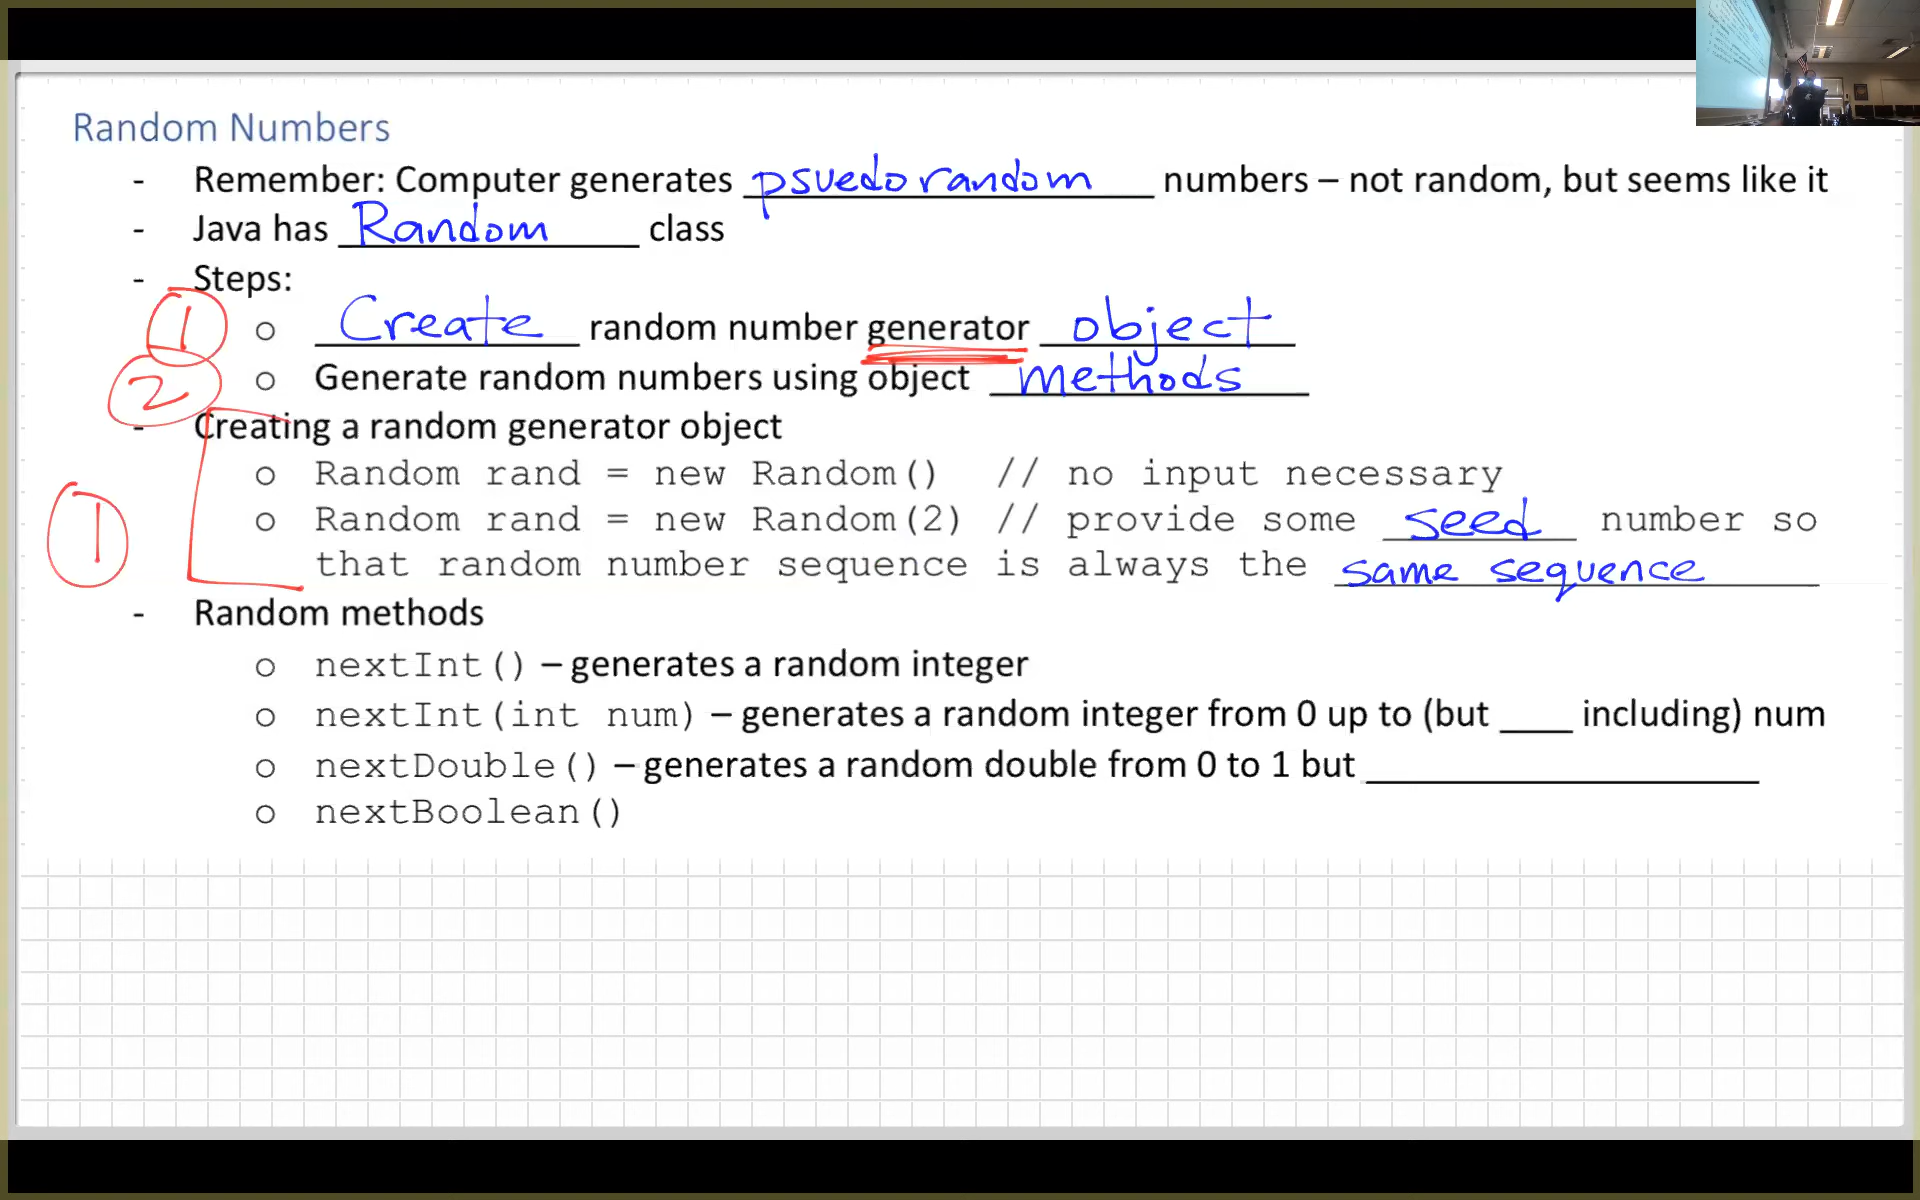 Random Numbers
- Remember: Computer generates psuedorandom numbers – not random, but seems like it
- Java has Random class
- Steps:
1 o Create random number generator object
2 o Generate random numbers using object methods
- Creating a random generator object
o Random rand = new Random() // no input necessary
1 o Random rand = new Random(2) // provide some seed number so
that random number sequence is always the same sequence
- Random methods
o nextInt() – generates a random integer
o nextInt(int num) – generates a random integer from 0 up to (but ____ including) num
o nextDouble() – generates a random double from 0 to 1 but ____
o nextBoolean()